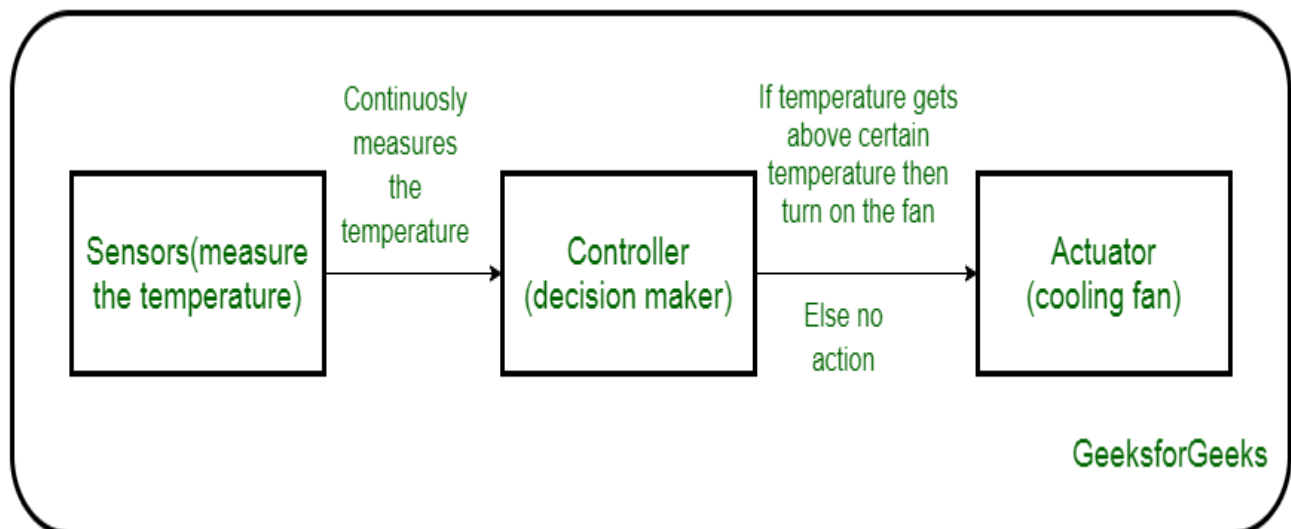 Sensors(measure
the temperature)
Continuosly
measures
the
temperature
Controller
(decision maker)
If temperature gets
above certain
temperature then
turn on the fan
Else no
action
Actuator
(cooling fan)
GeeksforGeeks